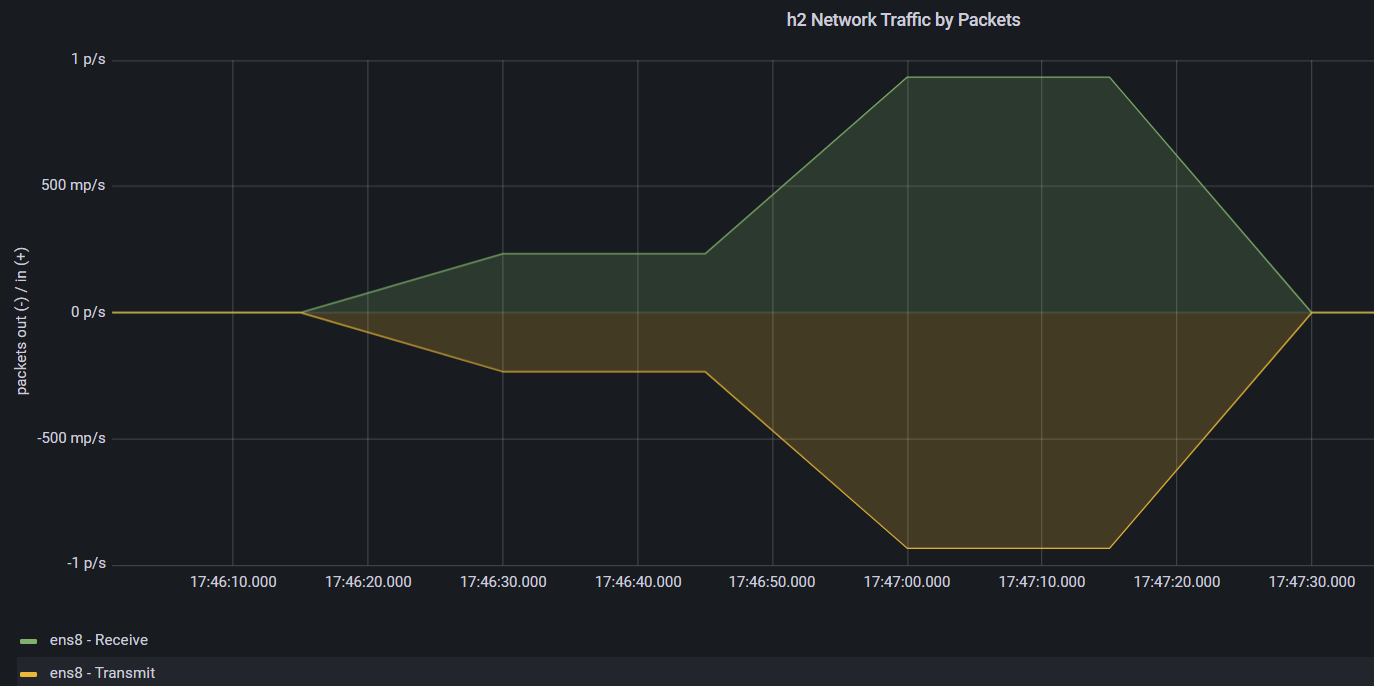 h2 Network Traffic by Packets
1 p/s
500 mp/s
0 p/s
-500 mp/s
-1 p/s
packets out (-) / in (+)
17:46:10.000 17:46:20.000 17:46:30.000 17:46:40.000 17:46:50.000 17:47:00.000 17:47:10.000 17:47:20.000 17:47:30.000
ens8 - Receive
ens8 - Transmit